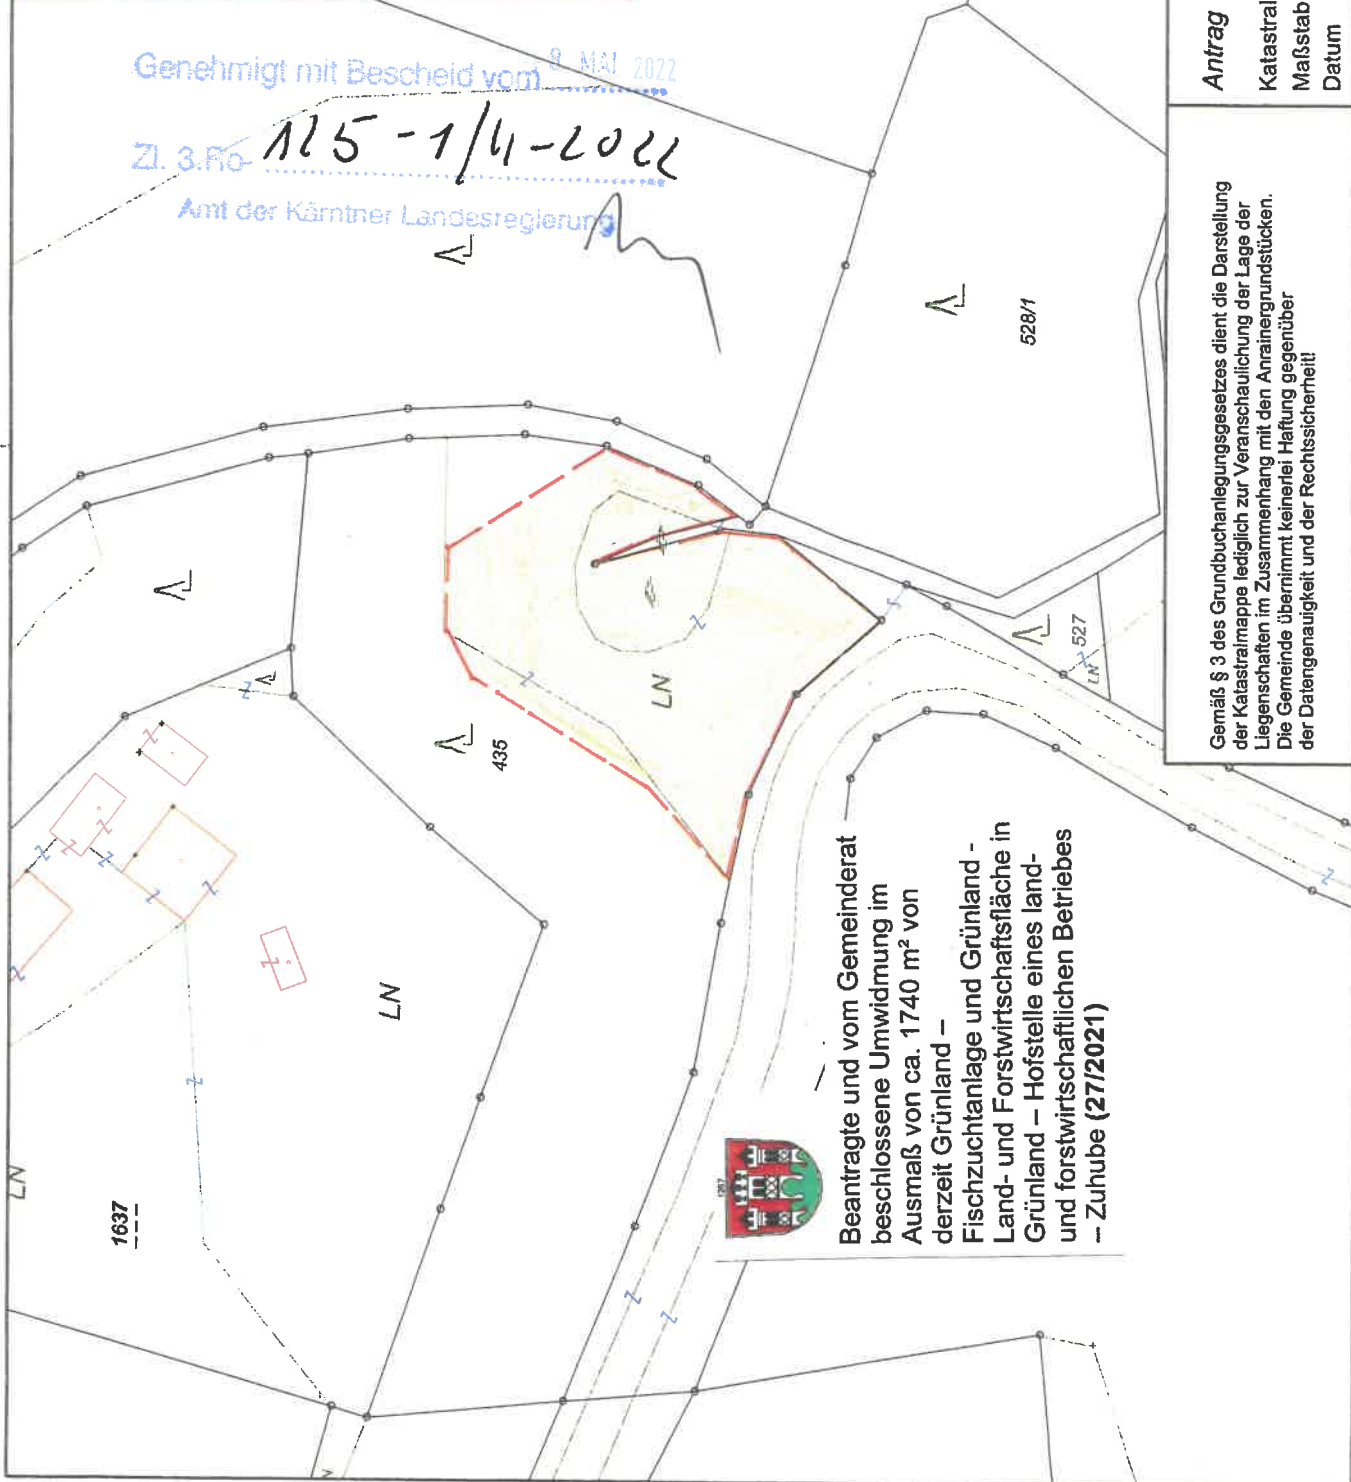 Genehmigt mit Bescheid vom 8. MAI 2022
Zl. 3.Ro- 125-1/4-2022
Amt der Kärntner Landesregierung
Antrag
Katastral
Maßstab
Datum
Gemäß § 3 des Grundbuchanlegungsgesetzes dient die Darstellung
der Katastralmappe lediglich zur Veranschaulichung der Lage der
Liegenschaften im Zusammenhang mit den Anrainergrundstücken.
Die Gemeinde übernimmt keinerlei Haftung gegenüber
der Datengenauigkeit und der Rechtssicherheit!
528/1
527
LN
LN
435
LN
LN
1637
1267
Beantragte und vom Gemeinderat
beschlossene Umwidmung im
Ausmaß von ca. 1740 m² von
derzeit Grünland –
Fischzuchtanlage und Grünland -
Land- und Forstwirtschaftsfläche in
Grünland – Hofstelle eines land-
und forstwirtschaftlichen Betriebes
– Zuhube (27/2021)